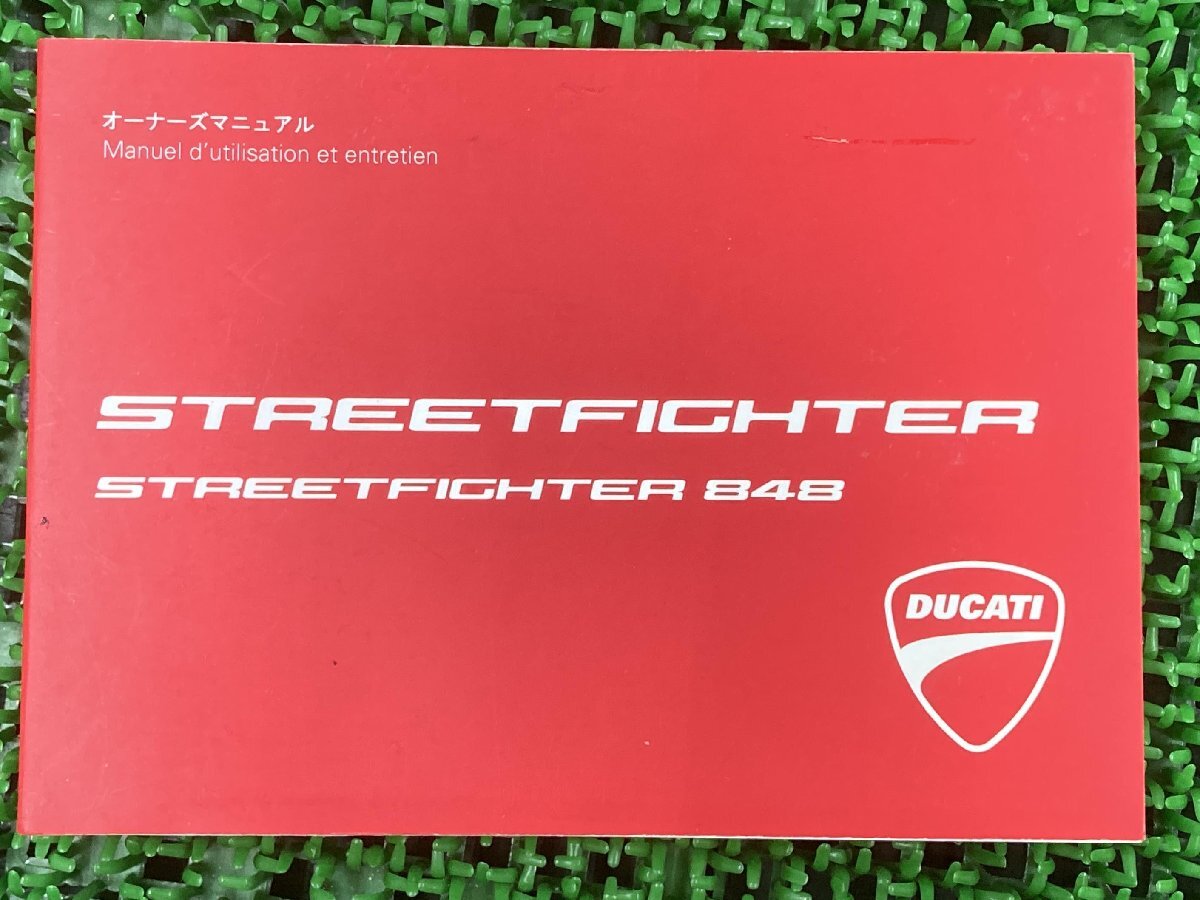 オーナーズマニュアル
Manuel d'utilisation et entretien
STREETFIGHTER
STREETFIGHTER 848
DUCATI